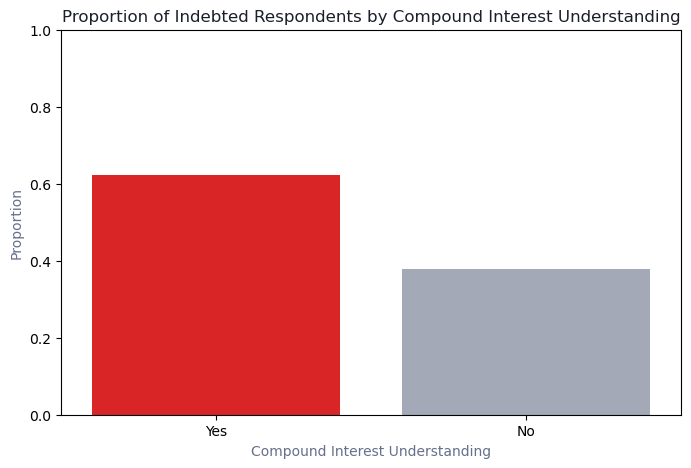 Proportion of Indebted Respondents by Compound Interest Understanding
1.0
0.8
0.6
0.4
0.2
0.0
Proportion
Yes No
Compound Interest Understanding